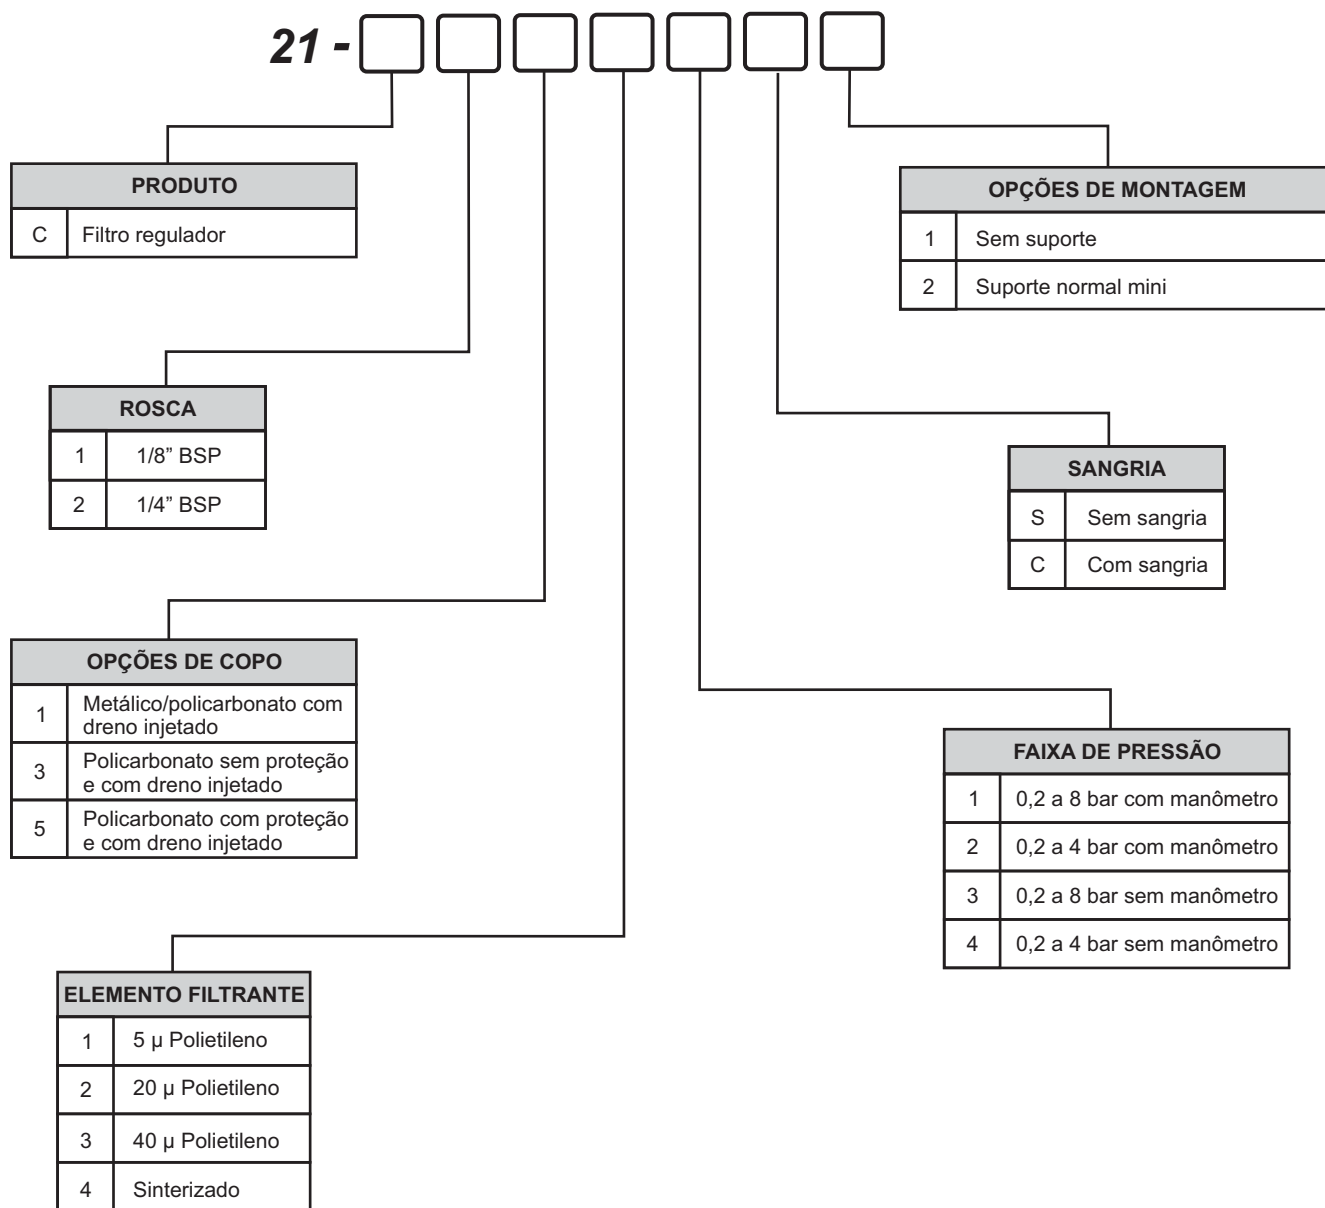 21 -
PRODUTO
C Filtro regulador
OPÇÕES DE MONTAGEM
1 Sem suporte
2 Suporte normal mini
ROSCA
1 1/8” BSP
2 1/4” BSP
SANGRIA
S Sem sangria
C Com sangria
OPÇÕES DE COPO
1 Metálico/policarbonato com
dreno injetado
3 Policarbonato sem proteção
e com dreno injetado
5 Policarbonato com proteção
e com dreno injetado
FAIXA DE PRESSÃO
1 0,2 a 8 bar com manômetro
2 0,2 a 4 bar com manômetro
3 0,2 a 8 bar sem manômetro
4 0,2 a 4 bar sem manômetro
ELEMENTO FILTRANTE
1 5 μ Polietileno
2 20 μ Polietileno
3 40 μ Polietileno
4 Sinterizado